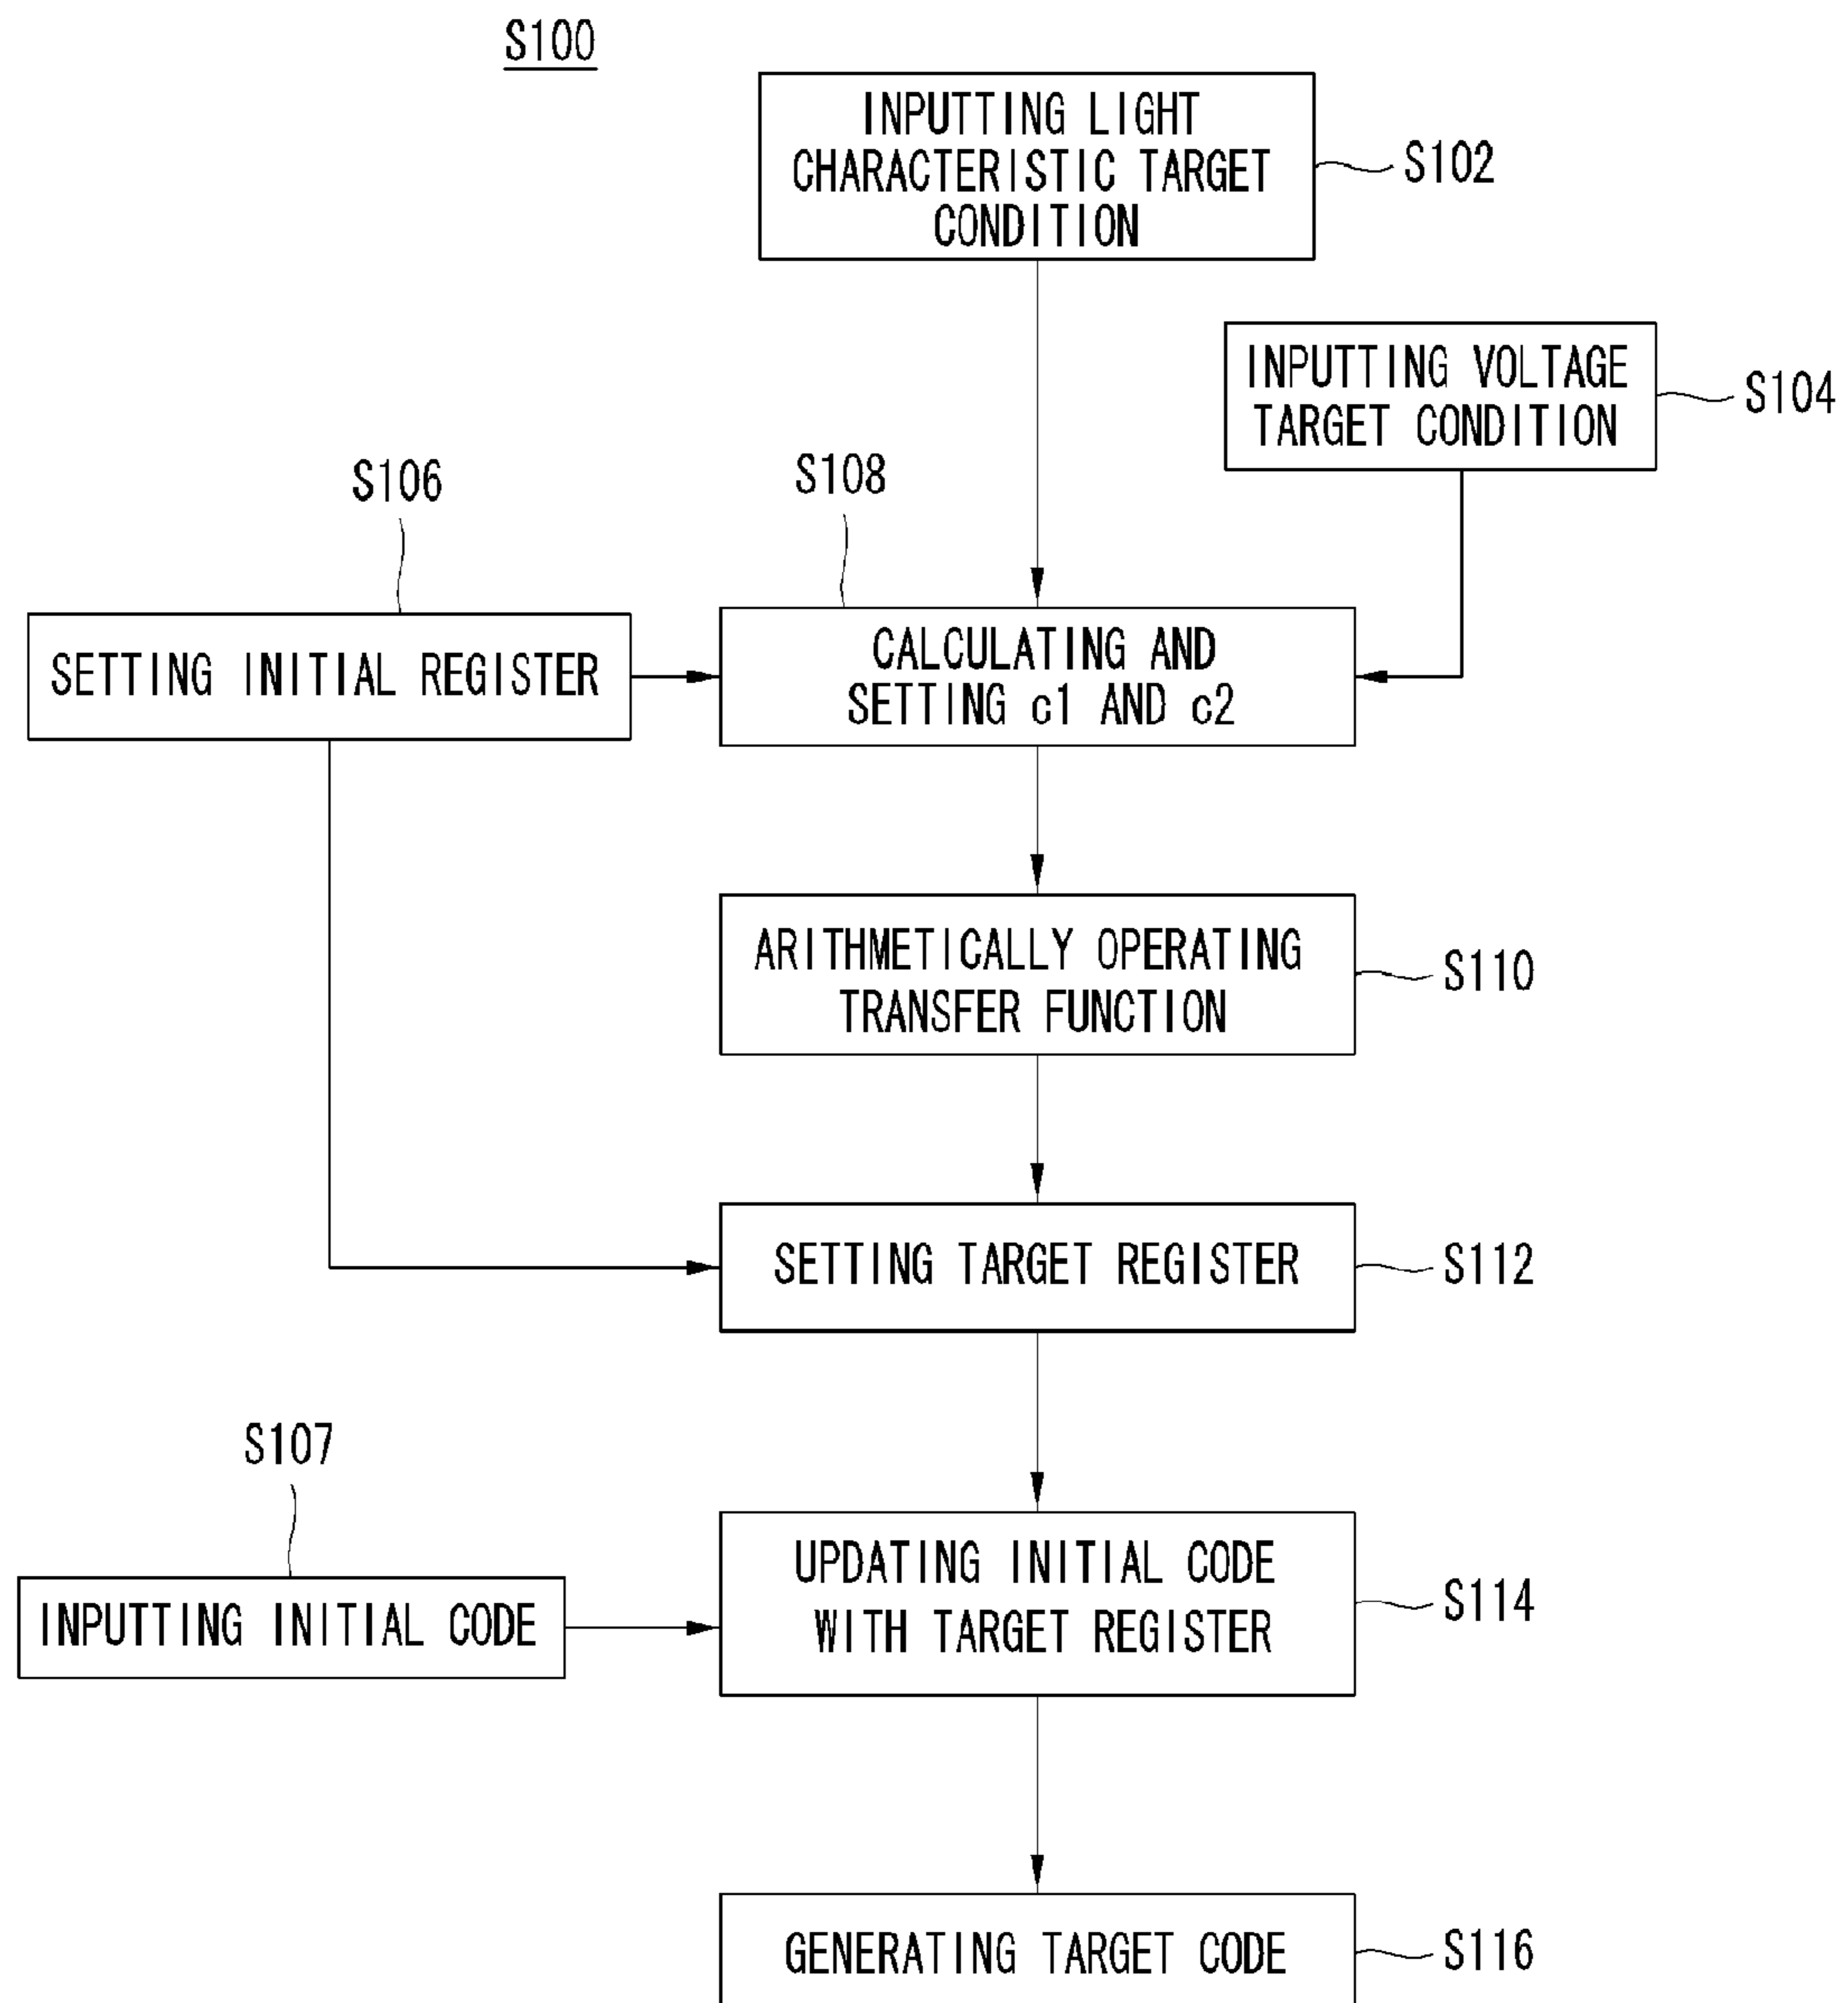 S100
INPUTTING LIGHT
CHARACTERISTIC TARGET
CONDITION
S102
INPUTTING VOLTAGE
TARGET CONDITION
S104
S106
S108
SETTING INITIAL REGISTER
CALCULATING AND
SETTING c1 AND c2
ARITHMETICALLY OPERATING
TRANSFER FUNCTION
S110
SETTING TARGET REGISTER
S112
S107
INPUTTING INITIAL CODE
UPDATING INITIAL CODE
WITH TARGET REGISTER
S114
GENERATING TARGET CODE
S116